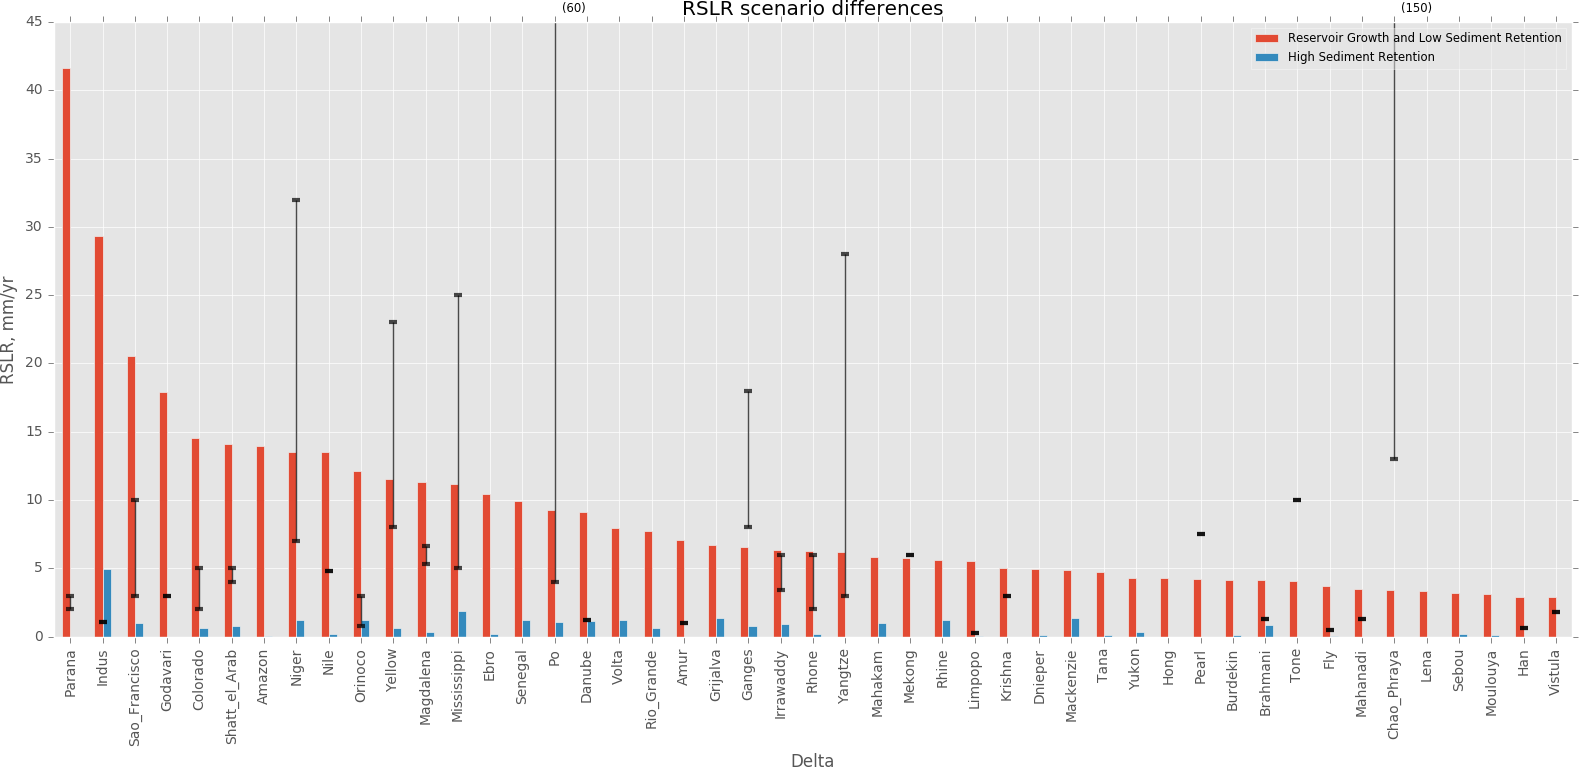 (60)
RSLR scenario differences
(150)
Reservoir Growth and Low Sediment Retention
High Sediment Retention
RSLR, mm/yr
45
40
35
30
25
20
15
10
5
0
Parana
Indus
Sao_Francisco
Godavari
Colorado
Shatt_el_Arab
Amazon
Niger
Nile
Orinoco
Yellow
Magdalena
Mississippi
Ebro
Senegal
Po
Danube
Volta
Rio_Grande
Amur
Grijalva
Ganges
Irrawaddy
Rhone
Yangtze
Mahakam
Mekong
Rhine
Limpopo
Krishna
Dnieper
Mackenzie
Tana
Yukon
Hong
Pearl
Burdekin
Brahmani
Tone
Fly
Mahanadi
Chao_Phraya
Lena
Sebou
Moulouya
Han
Vistula
Delta